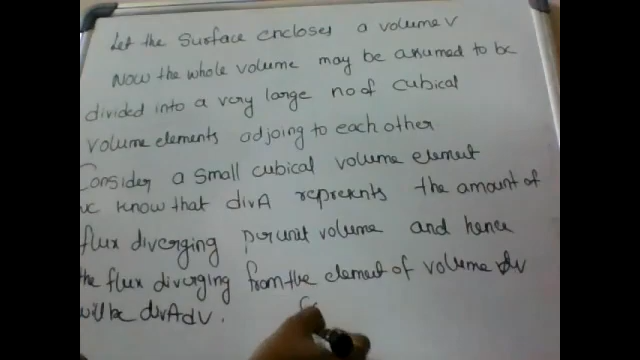 Let the surface encloses a volume v
Now the whole volume may be assumed to be
divided into a very large no of cubical
volume elements adjoing to each other
Consider a small cubical volume element
we know that divA represents the amount of
flux diverging per unit volume and hence
the flux diverging from the element of volume dv
will be divAdv.